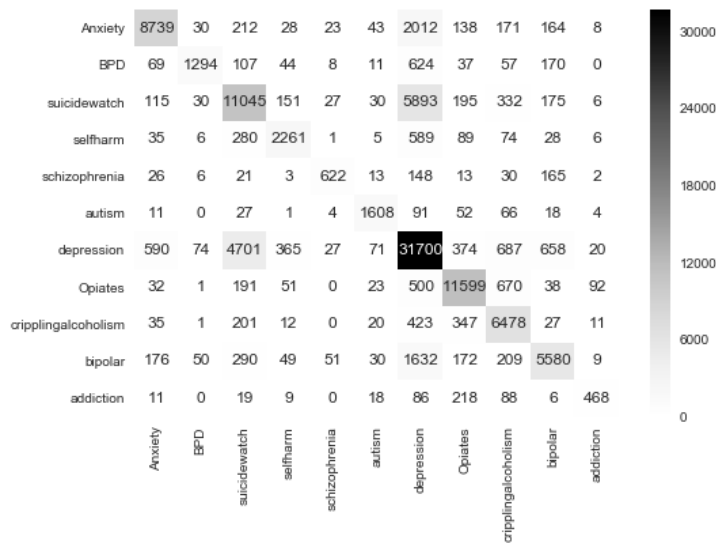 Anxiety 8739 30 212 28 23 43 2012 138 171 164 8
BPD 69 1294 107 44 8 11 624 37 57 170 0
suicidewatch 115 30 11045 151 27 30 5893 195 332 175 6
selfharm 35 6 280 2261 1 5 589 89 74 28 6
schizophrenia 26 6 21 3 622 13 148 13 30 165 2
autism 11 0 27 1 4 1608 91 52 66 18 4
depression 590 74 4701 365 27 71 31700 374 687 658 20
Opiates 32 1 191 51 0 23 500 11599 670 38 92
cripplingalcoholism 35 1 201 12 0 20 423 347 6478 27 11
bipolar 176 50 290 49 51 30 1632 172 209 5580 9
addiction 11 0 19 9 0 18 86 218 88 6 468
Anxiety
BPD
suicidewatch
selfharm
schizophrenia
autism
depression
Opiates
cripplingalcoholism
bipolar
addiction
30000
24000
18000
12000
6000
0